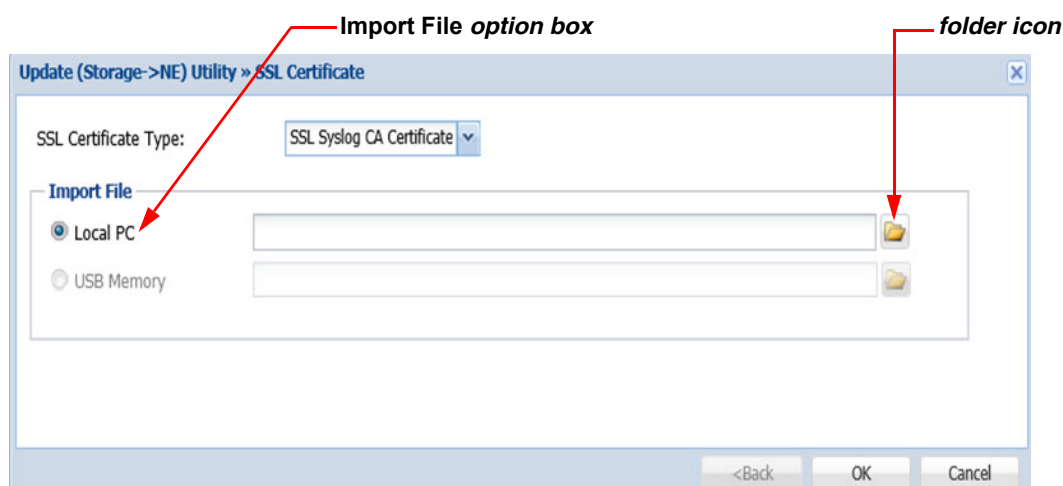 Import File option box
folder icon
Update (Storage->NE) Utility » SSL Certificate
SSL Certificate Type:
SSL Syslog CA Certificate
Import File
Local PC
USB Memory
<Back
OK
Cancel